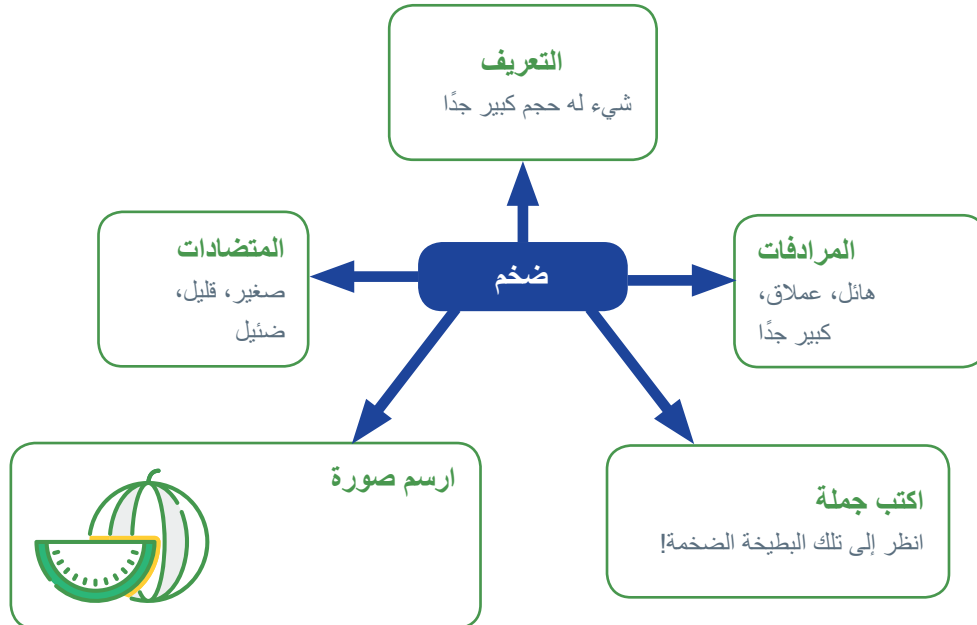 التعريف
شيء له حجم كبير جدًا
المرادفات
هائل، عملاق،
كبير جدًا
ضخم
المتضادات
صغير، قليل،
ضئيل
اكتب جملة
انظر إلى تلك البطيخة الضخمة!
ارسم صورة